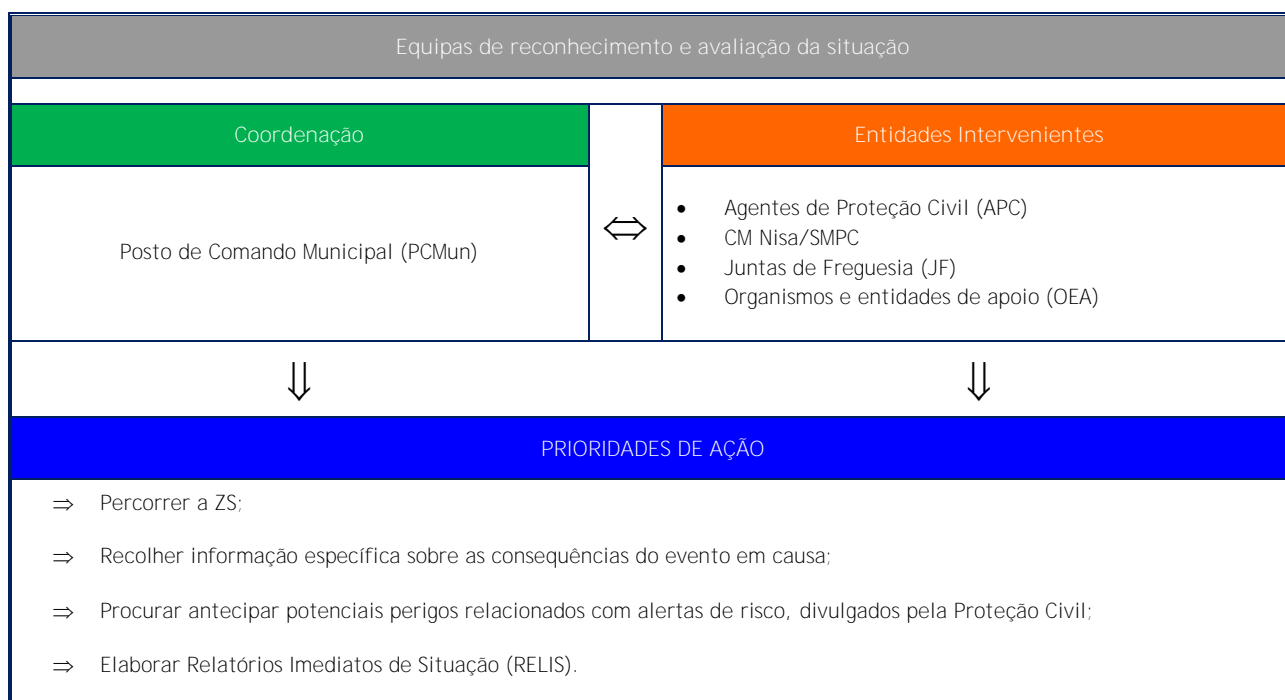 Equipas de reconhecimento e avaliação da situação
Coordenação
Entidades Intervenientes
Posto de Comando Municipal (PCMun)
⇔
• Agentes de Proteção Civil (APC)
• CM Nisa/SMPC
• Juntas de Freguesia (JF)
• Organismos e entidades de apoio (OEA)
⇓ ⇓
PRIORIDADES DE AÇÃO
⇒ Percorrer a ZS;
⇒ Recolher informação específica sobre as consequências do evento em causa;
⇒ Procurar antecipar potenciais perigos relacionados com alertas de risco, divulgados pela Proteção Civil;
⇒ Elaborar Relatórios Imediatos de Situação (RELIS).